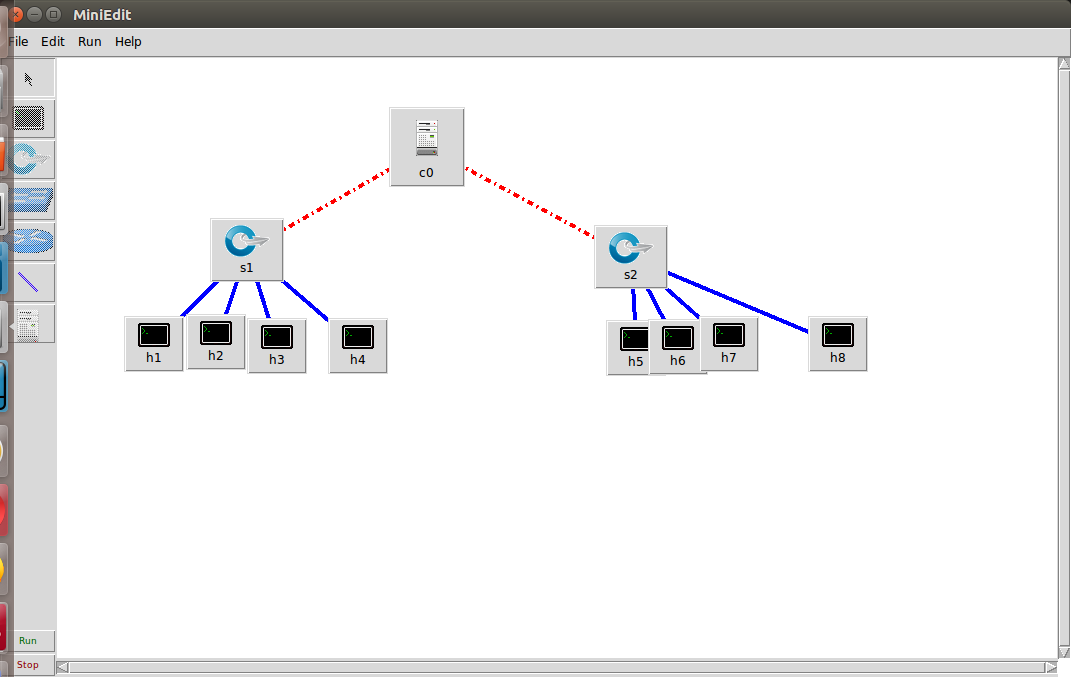 MiniEdit
File Edit Run Help
c0
s1
s2
h1 h2 h3 h4 h5 h6 h7 h8
Run
Stop